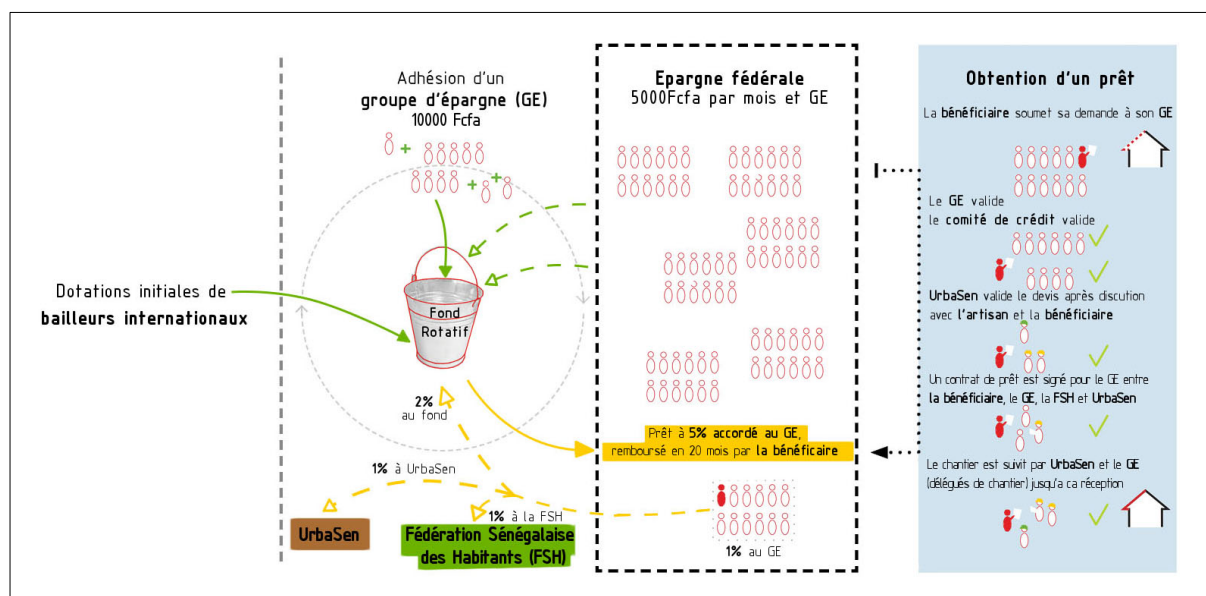 Adhésion d'un
groupe d'épargne (GE)
10000 Fcfa
Dotations initiales de
bailleurs internationaux
Fond
Rotatif
2%
au fond
1% à UrbaSen
1% à la FSH
UrbaSen
Fédération Sénégalaise
des Habitants (FSH)
Epargne fédérale
5000Fcfa par mois et GE
Prêt à 5% accordé au GE,
remboursé en 20 mois par la bénéficaire
1% au GE
Obtention d'un prêt
La bénéficiaire soumet sa demande à son GE
Le GE valide
le comité de crédit valide
UrbaSen valide le devis après discution
avec l'artisan et la bénéficiaire
Un contrat de prêt est signé pour le GE entre
la bénéficiaire, le GE, la FSH et UrbaSen
Le chantier est suivit par UrbaSen et le GE
(délégués de chantier) jusqu'a ca réception